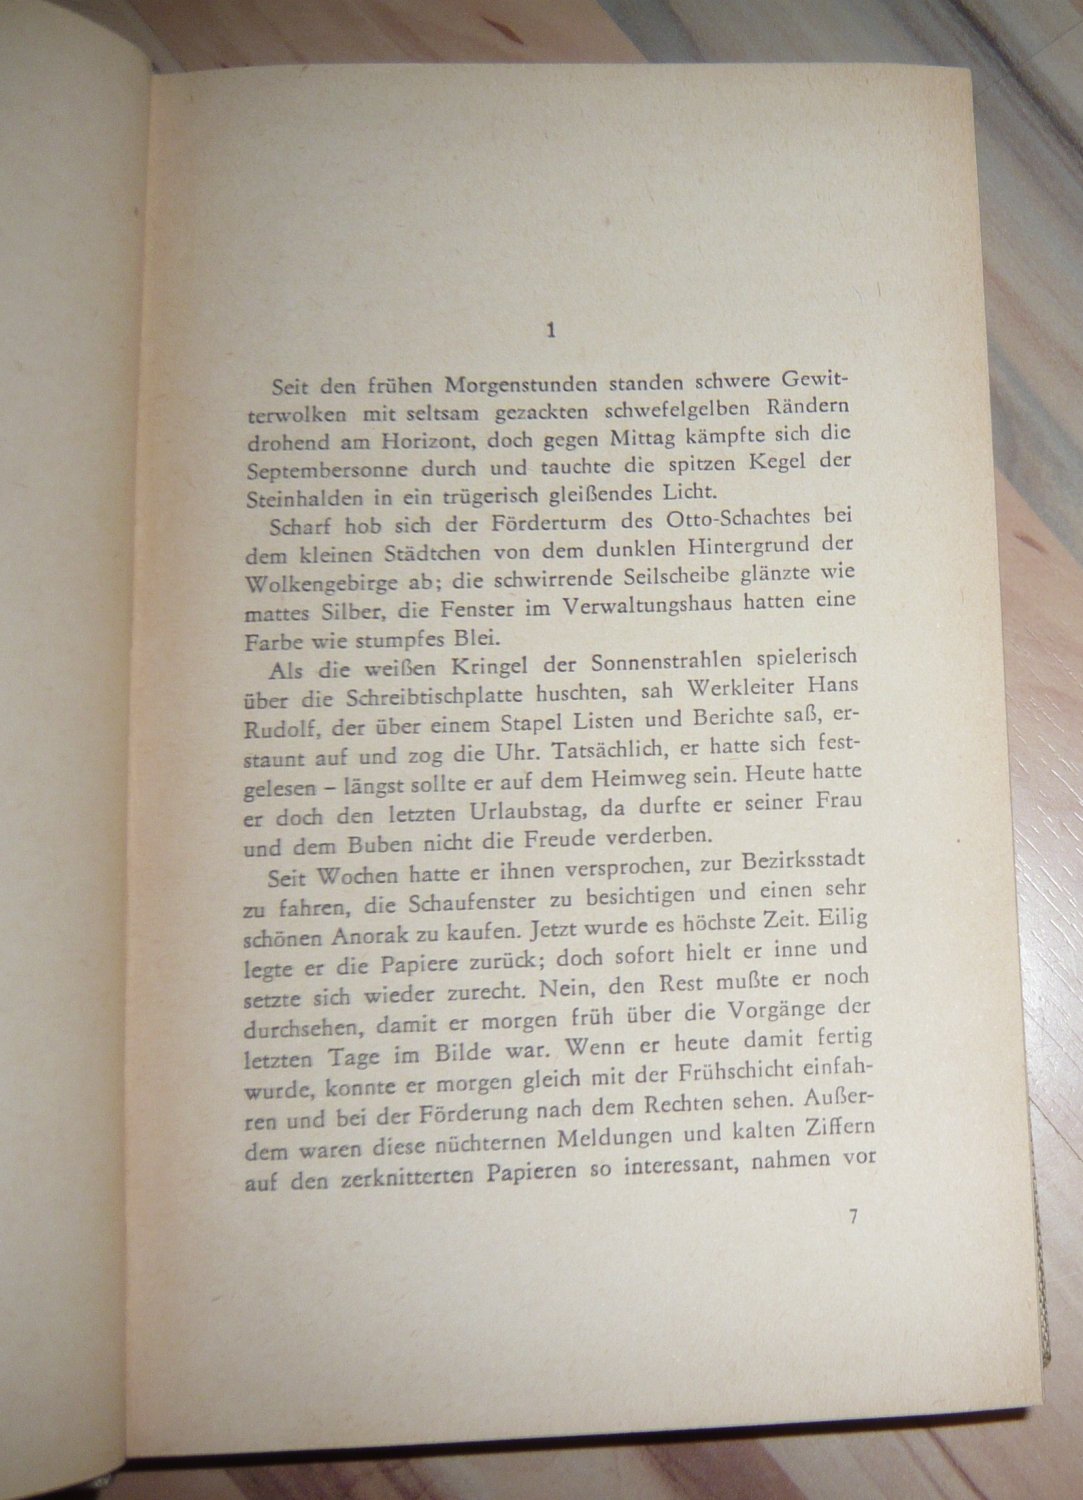 1
Seit den frühen Morgenstunden standen schwere Gewit-
terwolken mit seltsam gezackten schwefelgelben Rändern
drohend am Horizont, doch gegen Mittag kämpfte sich die
Septembersonne durch und tauchte die spitzen Kegel der
Steinhalden in ein trügerisch gleißendes Licht.
Scharf hob sich der Förderturm des Otto-Schachtes bei
dem kleinen Städtchen von dem dunklen Hintergrund der
Wolkengebirge ab; die schwirrende Seilscheibe glänzte wie
mattes Silber, die Fenster im Verwaltungshaus hatten eine
Farbe wie stumpfes Blei.
Als die weißen Kringel der Sonnenstrahlen spielerisch
über die Schreibtischplatte huschten, sah Werkleiter Hans
Rudolf, der über einem Stapel Listen und Berichte saß, er-
staunt auf und zog die Uhr. Tatsächlich, er hatte sich fest-
gelesen – längst sollte er auf dem Heimweg sein. Heute hatte
er doch den letzten Urlaubstag, da durfte er seiner Frau
und dem Buben nicht die Freude verderben.
Seit Wochen hatte er ihnen versprochen, zur Bezirksstadt
zu fahren, die Schaufenster zu besichtigen und einen sehr
schönen Anorak zu kaufen. Jetzt wurde es höchste Zeit. Eilig
legte er die Papiere zurück; doch sofort hielt er inne und
setzte sich wieder zurecht. Nein, den Rest mußte er noch
durchsehen, damit er morgen früh über die Vorgänge der
letzten Tage im Bilde war. Wenn er heute damit fertig
wurde, konnte er morgen gleich mit der Frühschicht einfah-
ren und bei der Förderung nach dem Rechten sehen. Außer-
dem waren diese nüchternen Meldungen und kalten Ziffern
auf den zerknitterten Papieren so interessant, nahmen vor
7